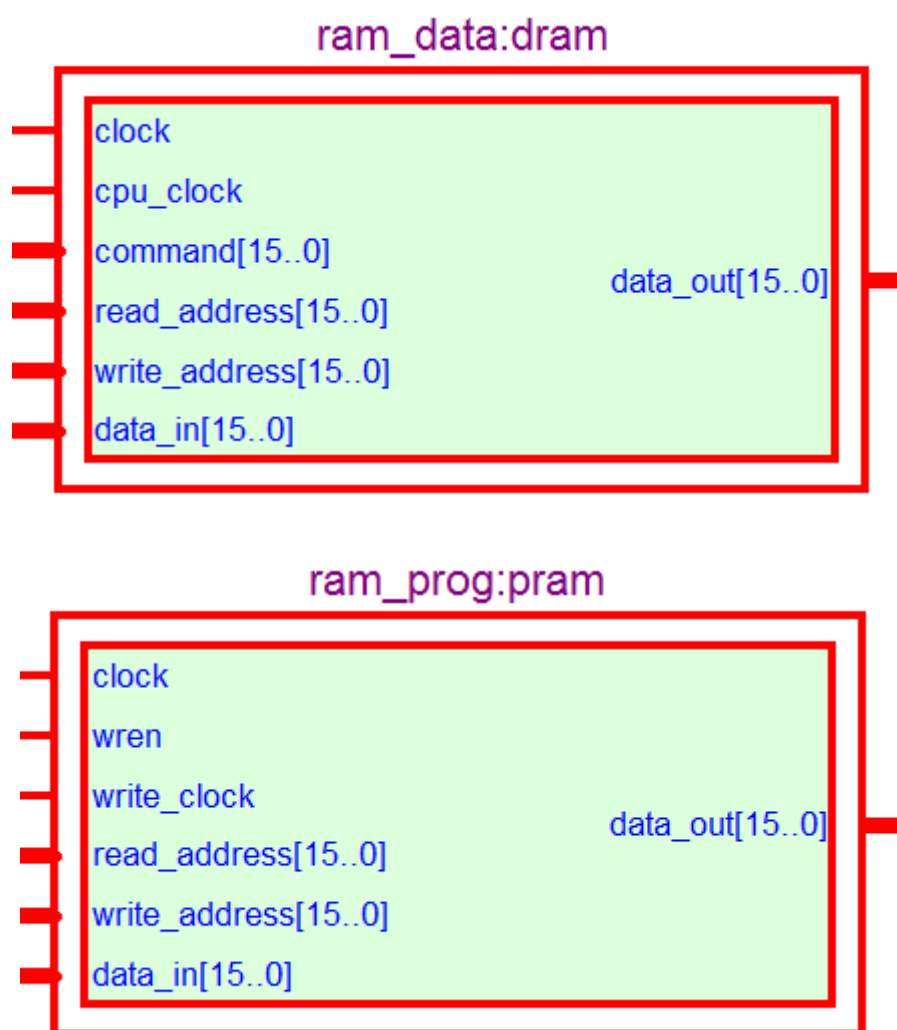 ram_data:dram
clock
cpu_clock
command[15..0]
data_out[15..0]
read_address[15..0]
write_address[15..0]
data_in[15..0]
ram_prog:pram
clock
wren
write_clock
data_out[15..0]
read_address[15..0]
write_address[15..0]
data_in[15..0]